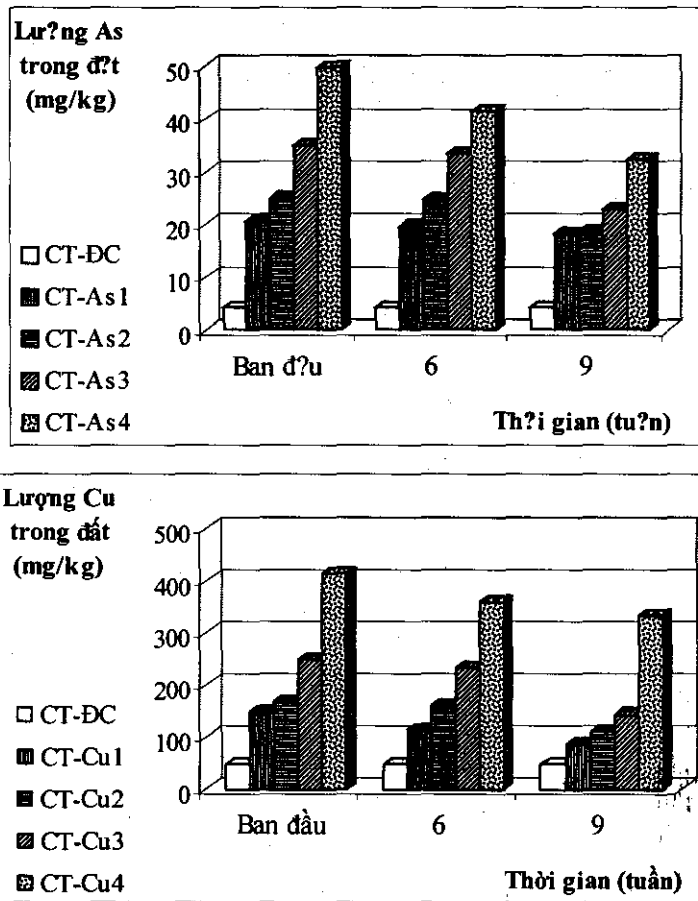 Lư?ng As
trong đ?t
(mg/kg)
50
40
30
20
10
0
CT-ĐC
CT-As1
CT-As2
CT-As3
CT-As4
Ban đ?u 6 9
Th?i gian (tu?n)
Lượng Cu
trong đất
(mg/kg)
500
400
300
200
100
0
CT-ĐC
CT-Cu1
CT-Cu2
CT-Cu3
CT-Cu4
Ban đầu 6 9
Thời gian (tuần)